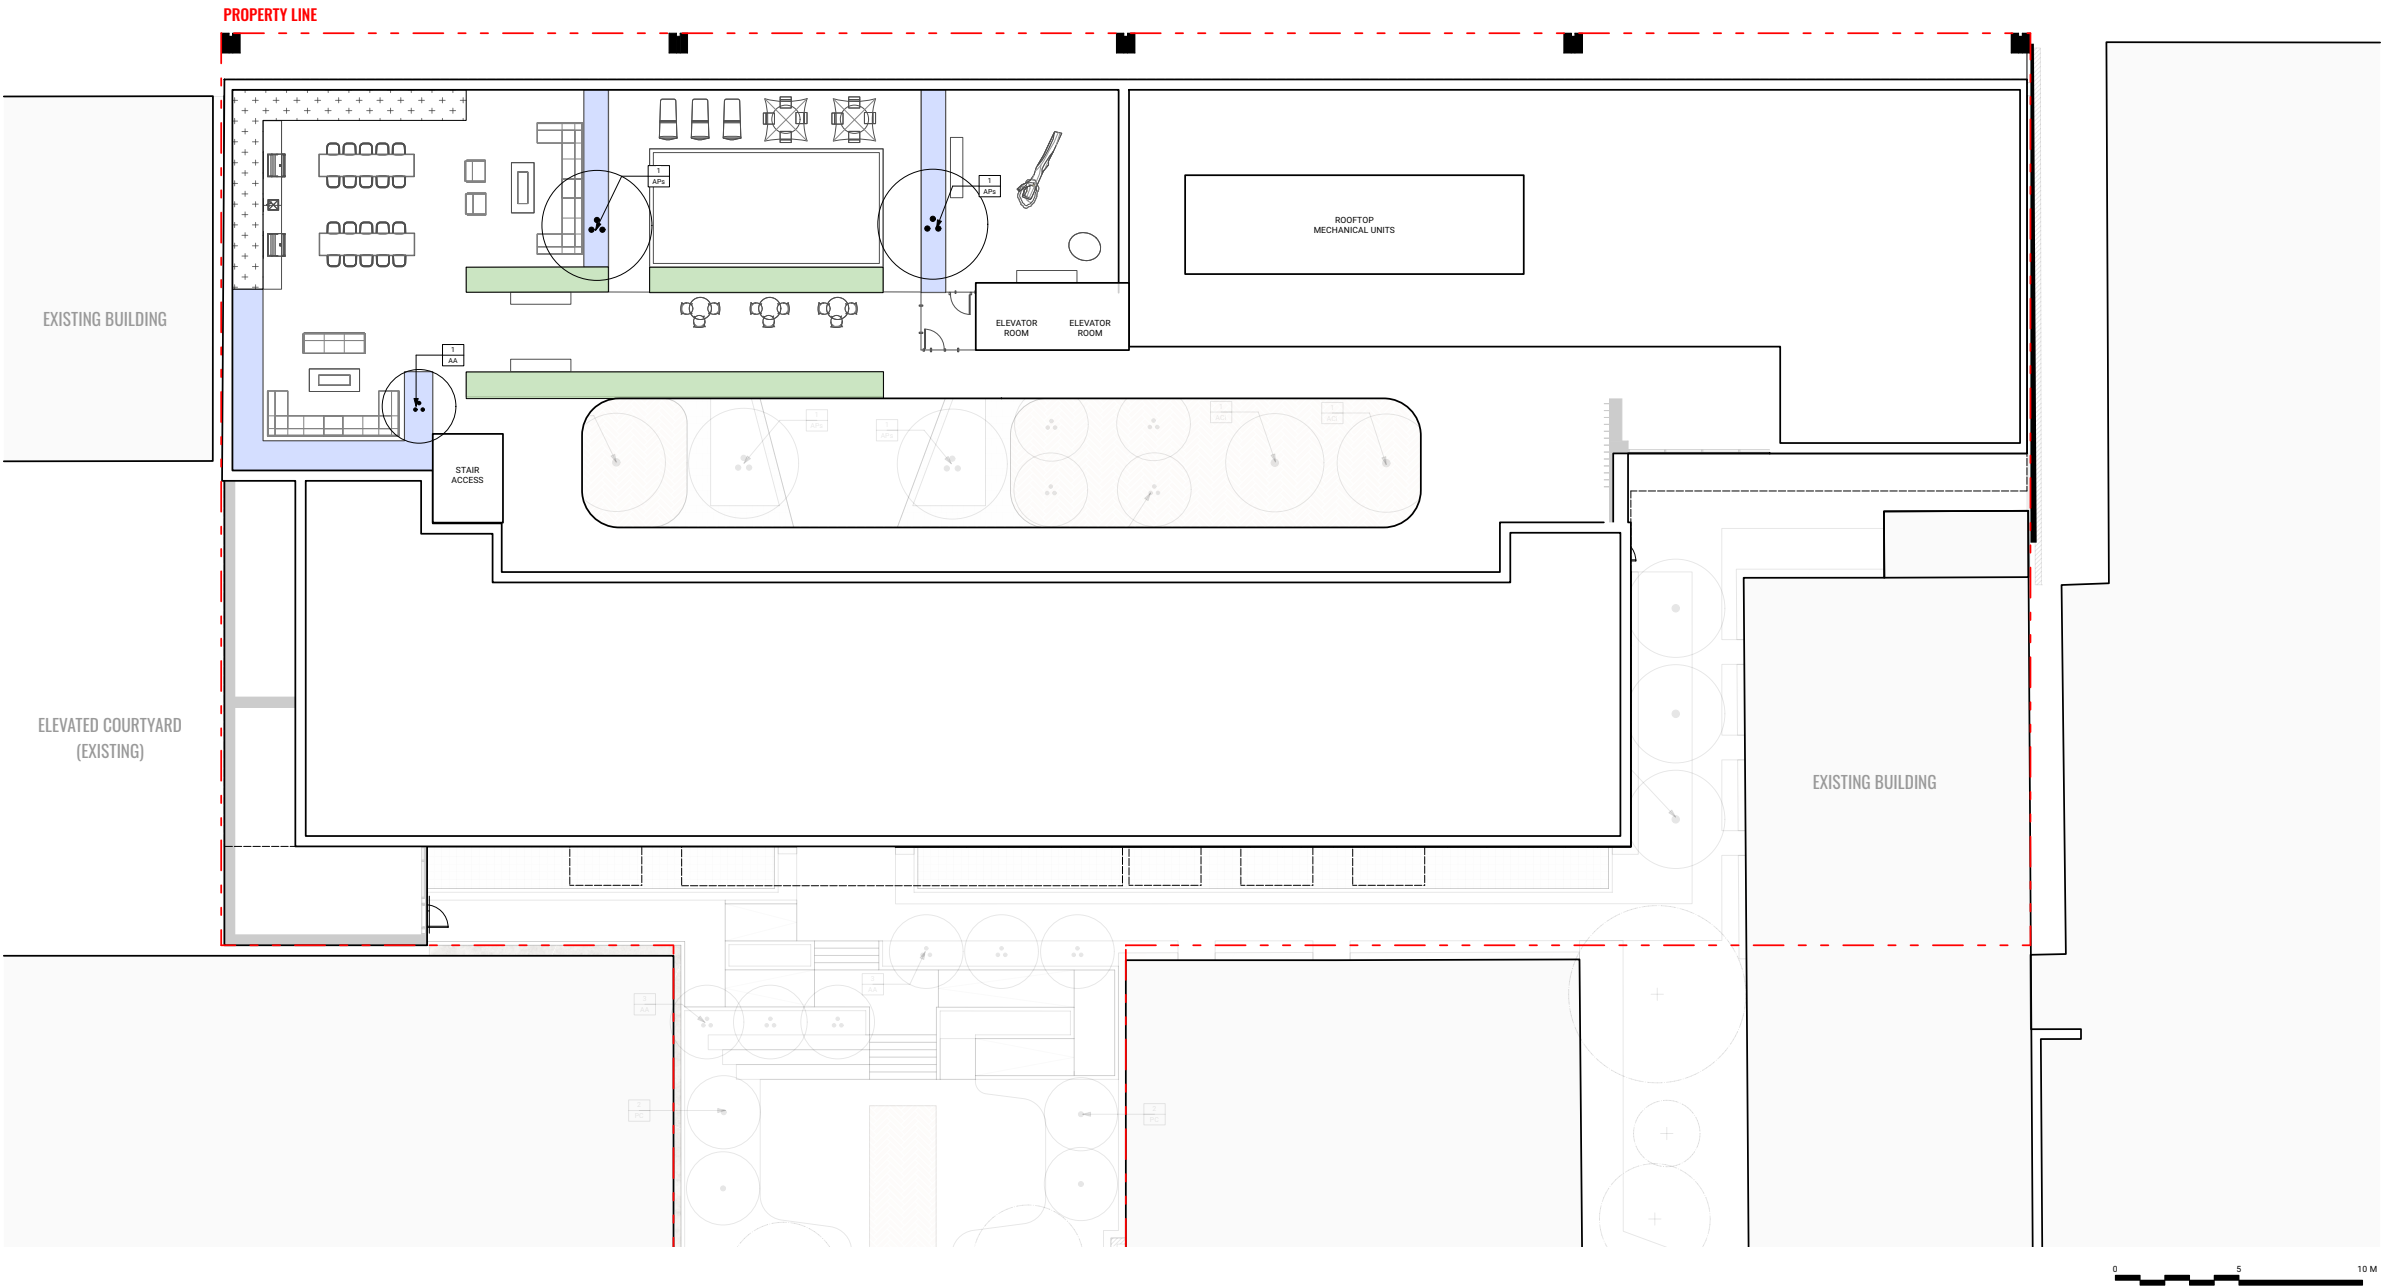 PROPERTY LINE
1
APs
1
APs
ROOFTOP
MECHANICAL UNITS
EXISTING BUILDING
ELEVATOR
ROOM
ELEVATOR
ROOM
1
AA
STAIR
ACCESS
ELEVATED COURTYARD
(EXISTING)
EXISTING BUILDING
0 5 10 M